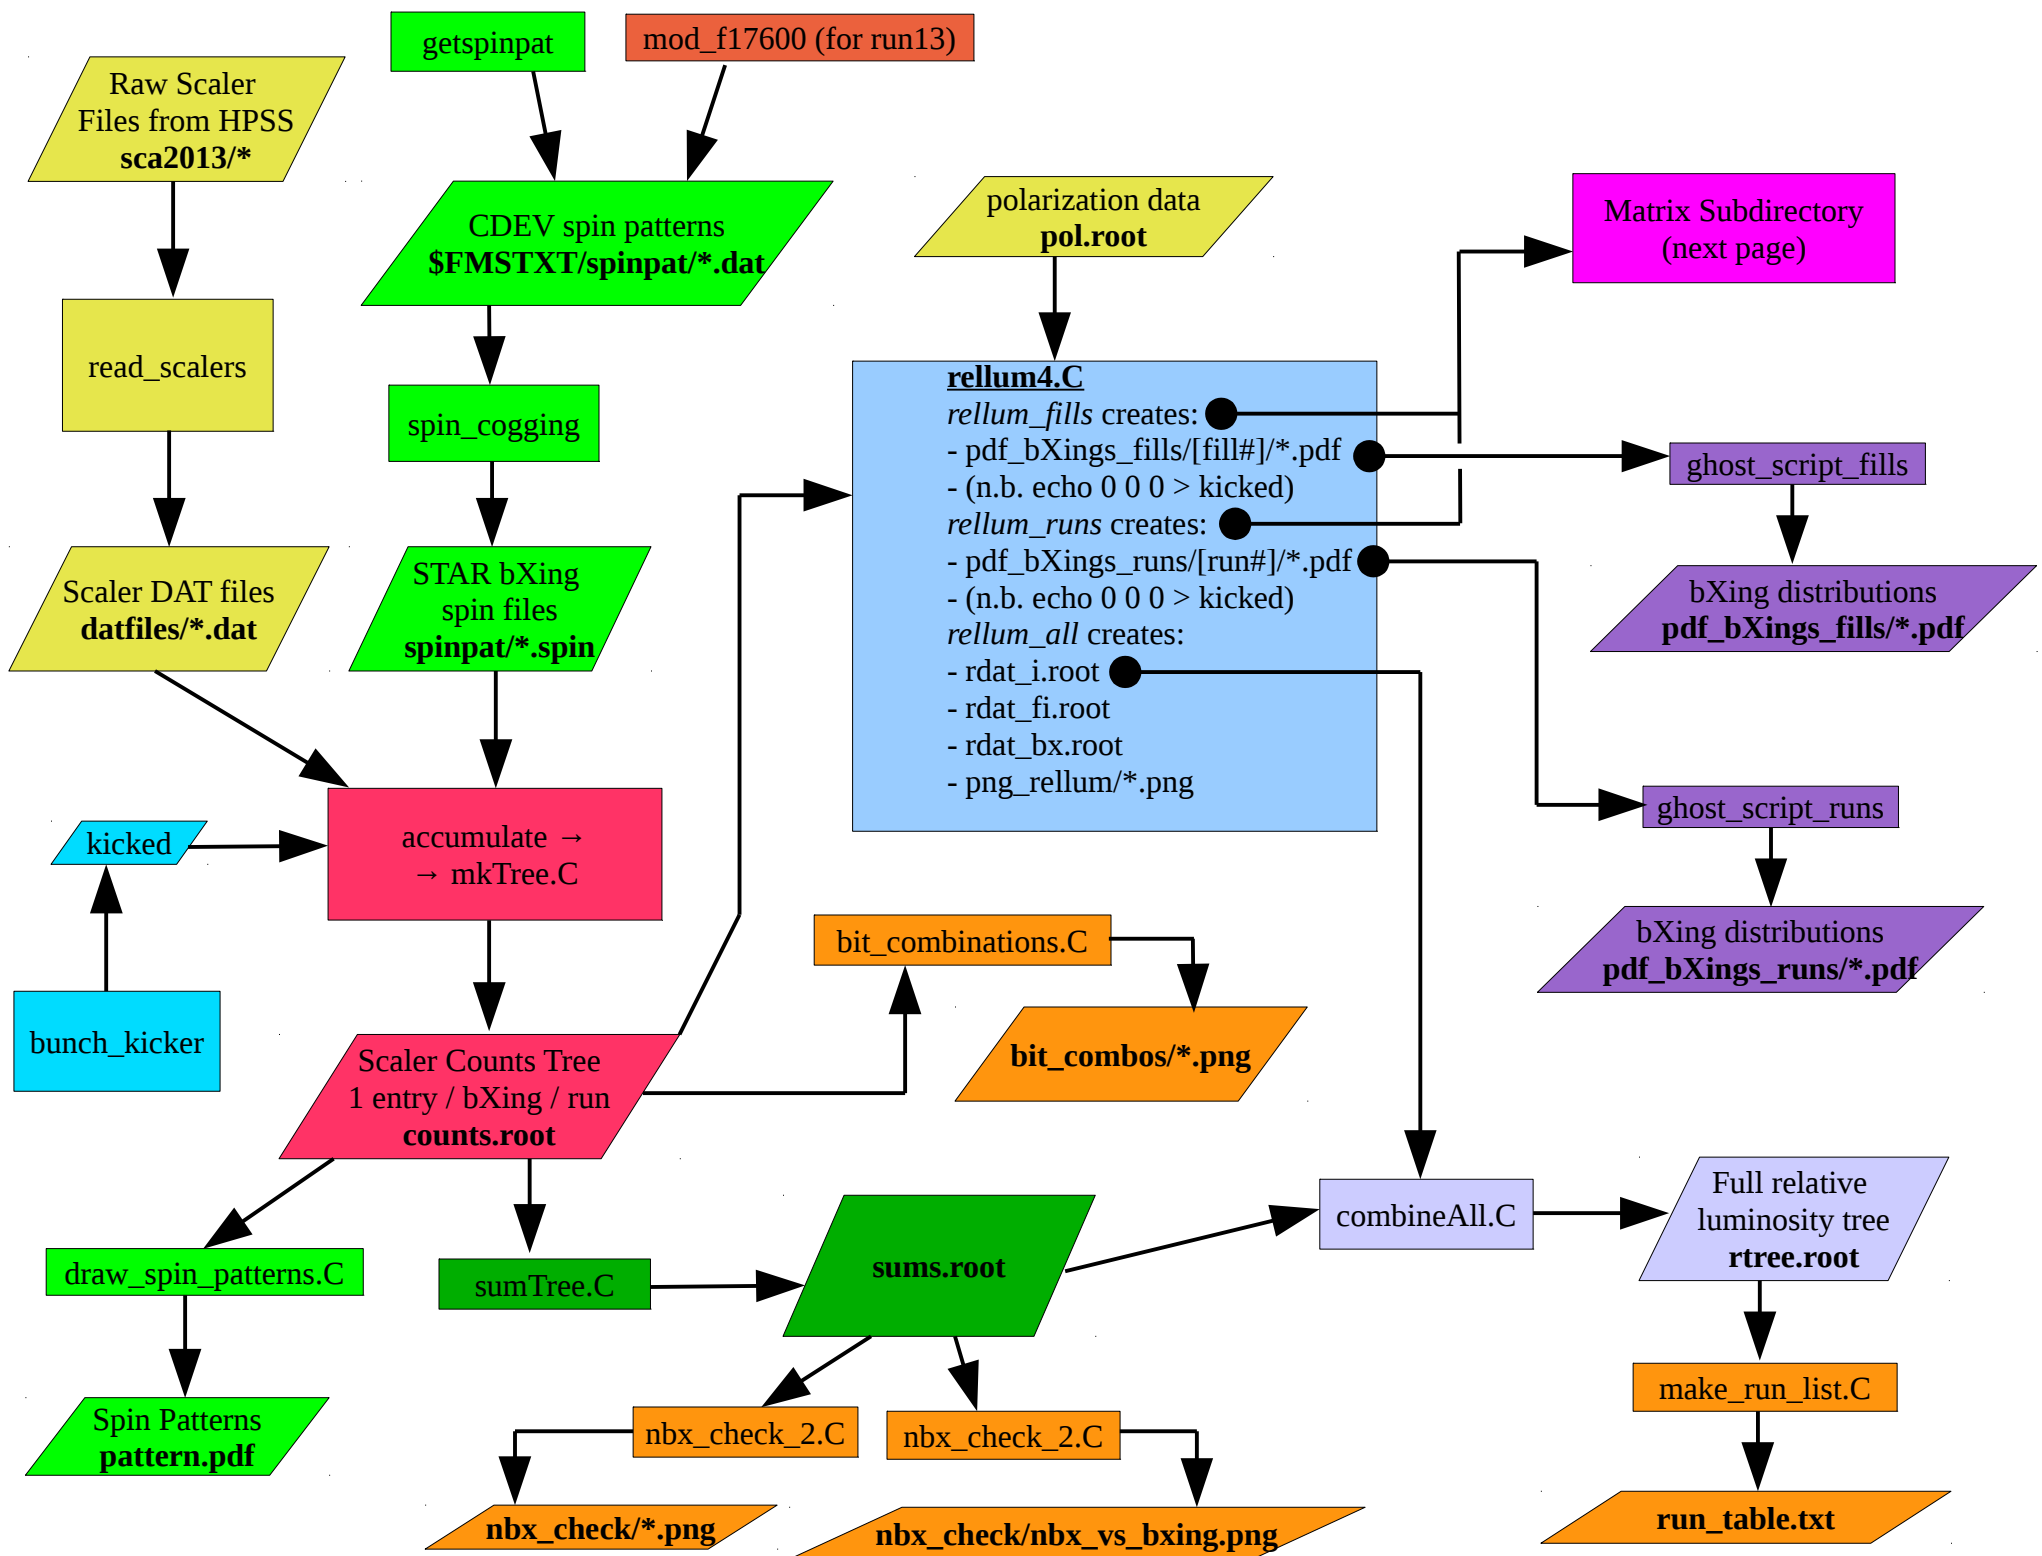 getspinpat
mod_f17600 (for run13)
Raw Scaler
Files from HPSS
sca2013/*
CDEV spin patterns
$FMSTXT/spinpat/*.dat
polarization data
pol.root
Matrix Subdirectory
(next page)
read_scalers
spin_cogging
rellum4.C
rellum_fills creates:
- pdf_bXings_fills/[fill#]/*.pdf
- (n.b. echo 0 0 0 > kicked)
rellum_runs creates:
- pdf_bXings_runs/[run#]/*.pdf
- (n.b. echo 0 0 0 > kicked)
rellum_all creates:
- rdat_i.root
- rdat_fi.root
- rdat_bx.root
- png_rellum/*.png
ghost_script_fills
bXing distributions
pdf_bXings_fills/*.pdf
Scaler DAT files
datfiles/*.dat
STAR bXing
spin files
spinpat/*.spin
ghost_script_runs
bXing distributions
pdf_bXings_runs/*.pdf
kicked
accumulate →
→ mkTree.C
bunch_kicker
bit_combinations.C
bit_combos/*.png
Scaler Counts Tree
1 entry / bXing / run
counts.root
draw_spin_patterns.C
sumTree.C
sums.root
combineAll.C
Full relative
luminosity tree
rtree.root
Spin Patterns
pattern.pdf
nbx_check_2.C
nbx_check_2.C
make_run_list.C
nbx_check/*.png
nbx_check/nbx_vs_bxing.png
run_table.txt